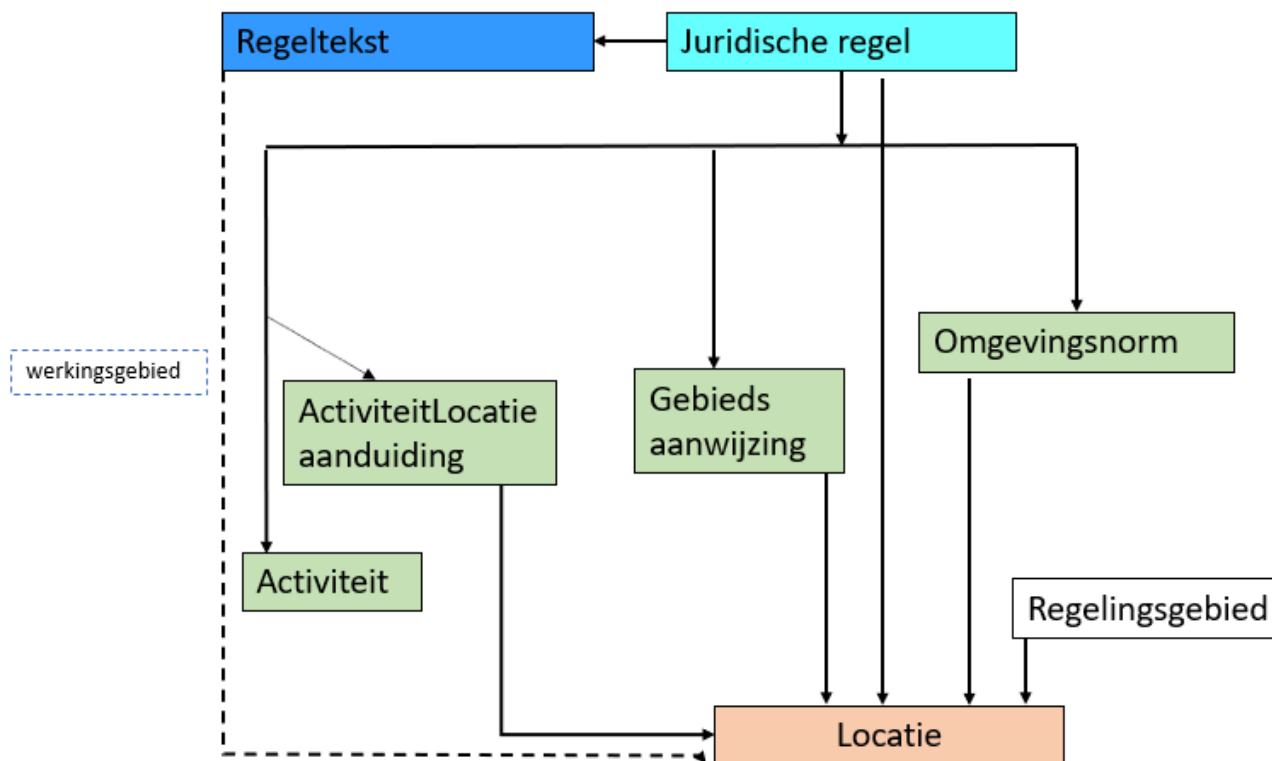 Regeltekst
Juridische regel
werkingsgebied
ActiviteitLocatie
aanduiding
Gebieds
aanwijzing
Omgevingsnorm
Activiteit
Regelingsgebied
Locatie